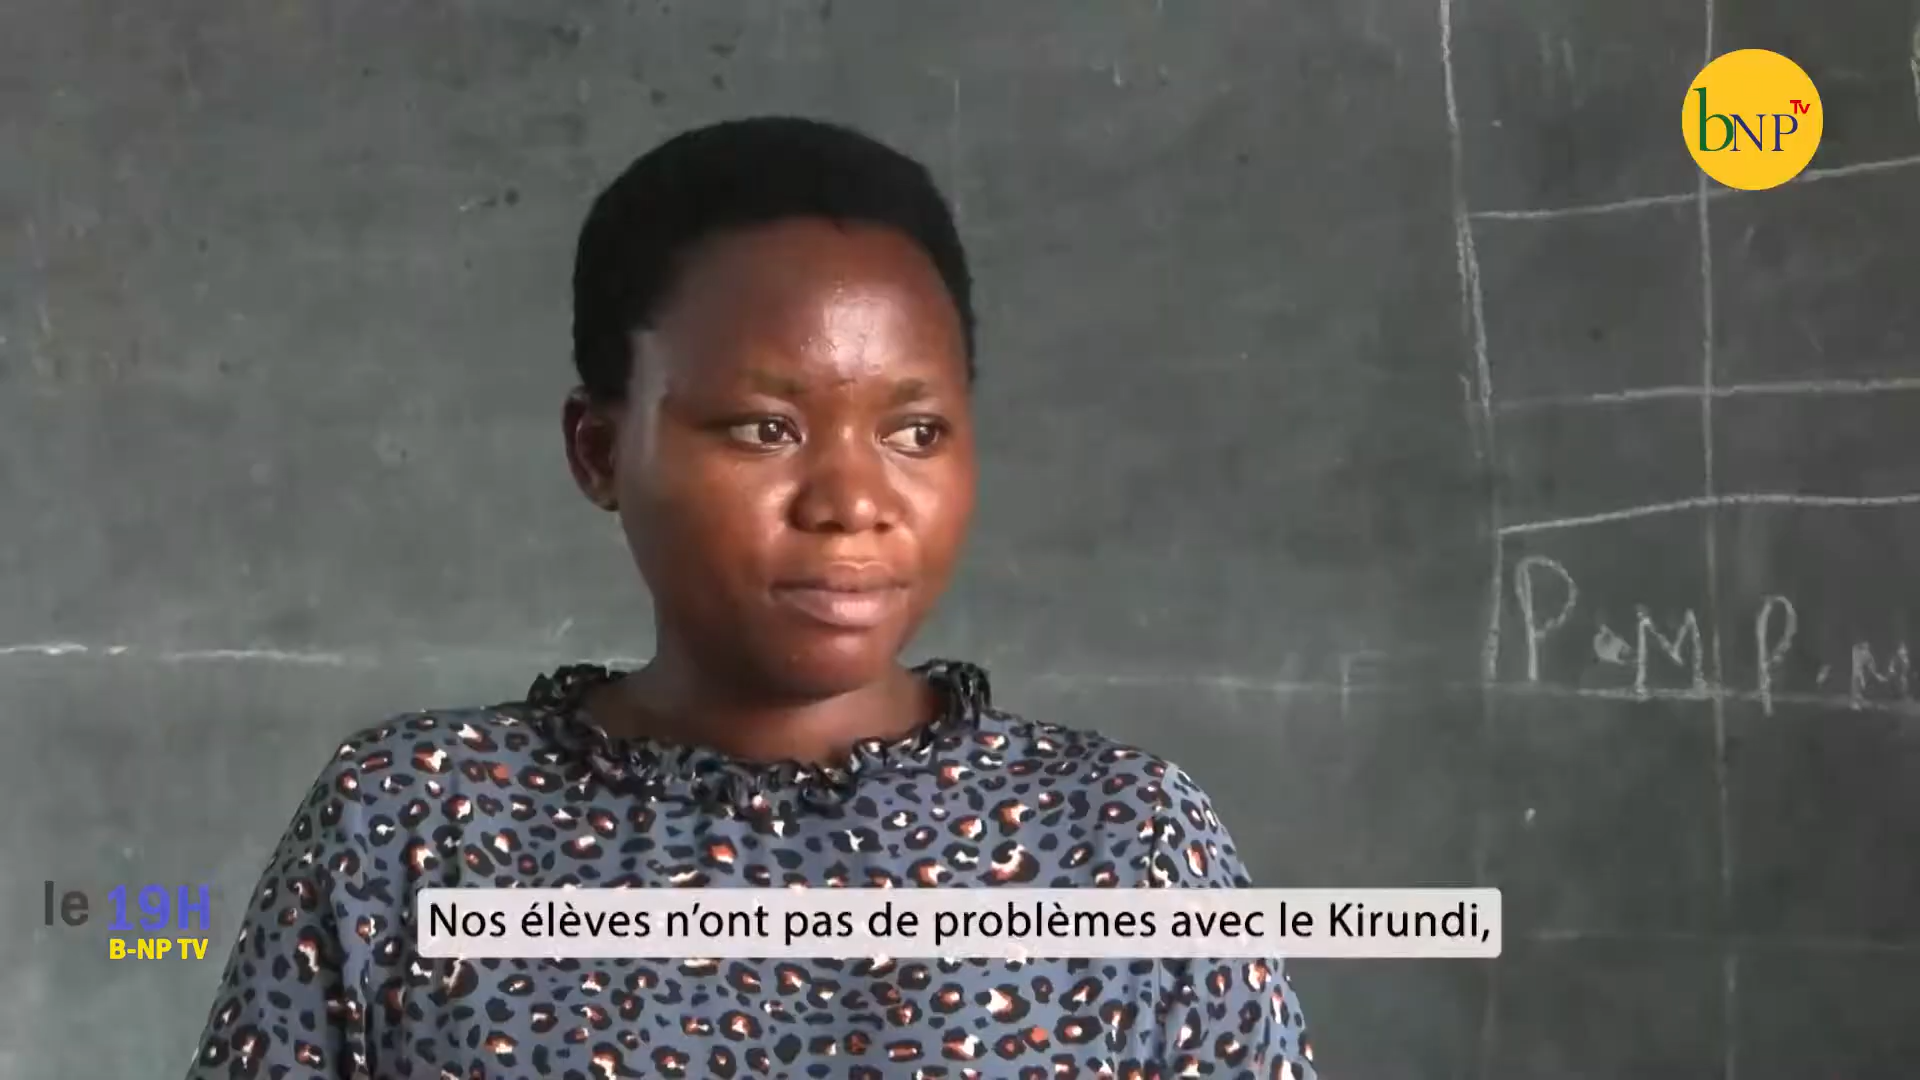 bNP Tv
P.M P.M
le 19H
B-NP TV
Nos élèves n’ont pas de problèmes avec le Kirundi,